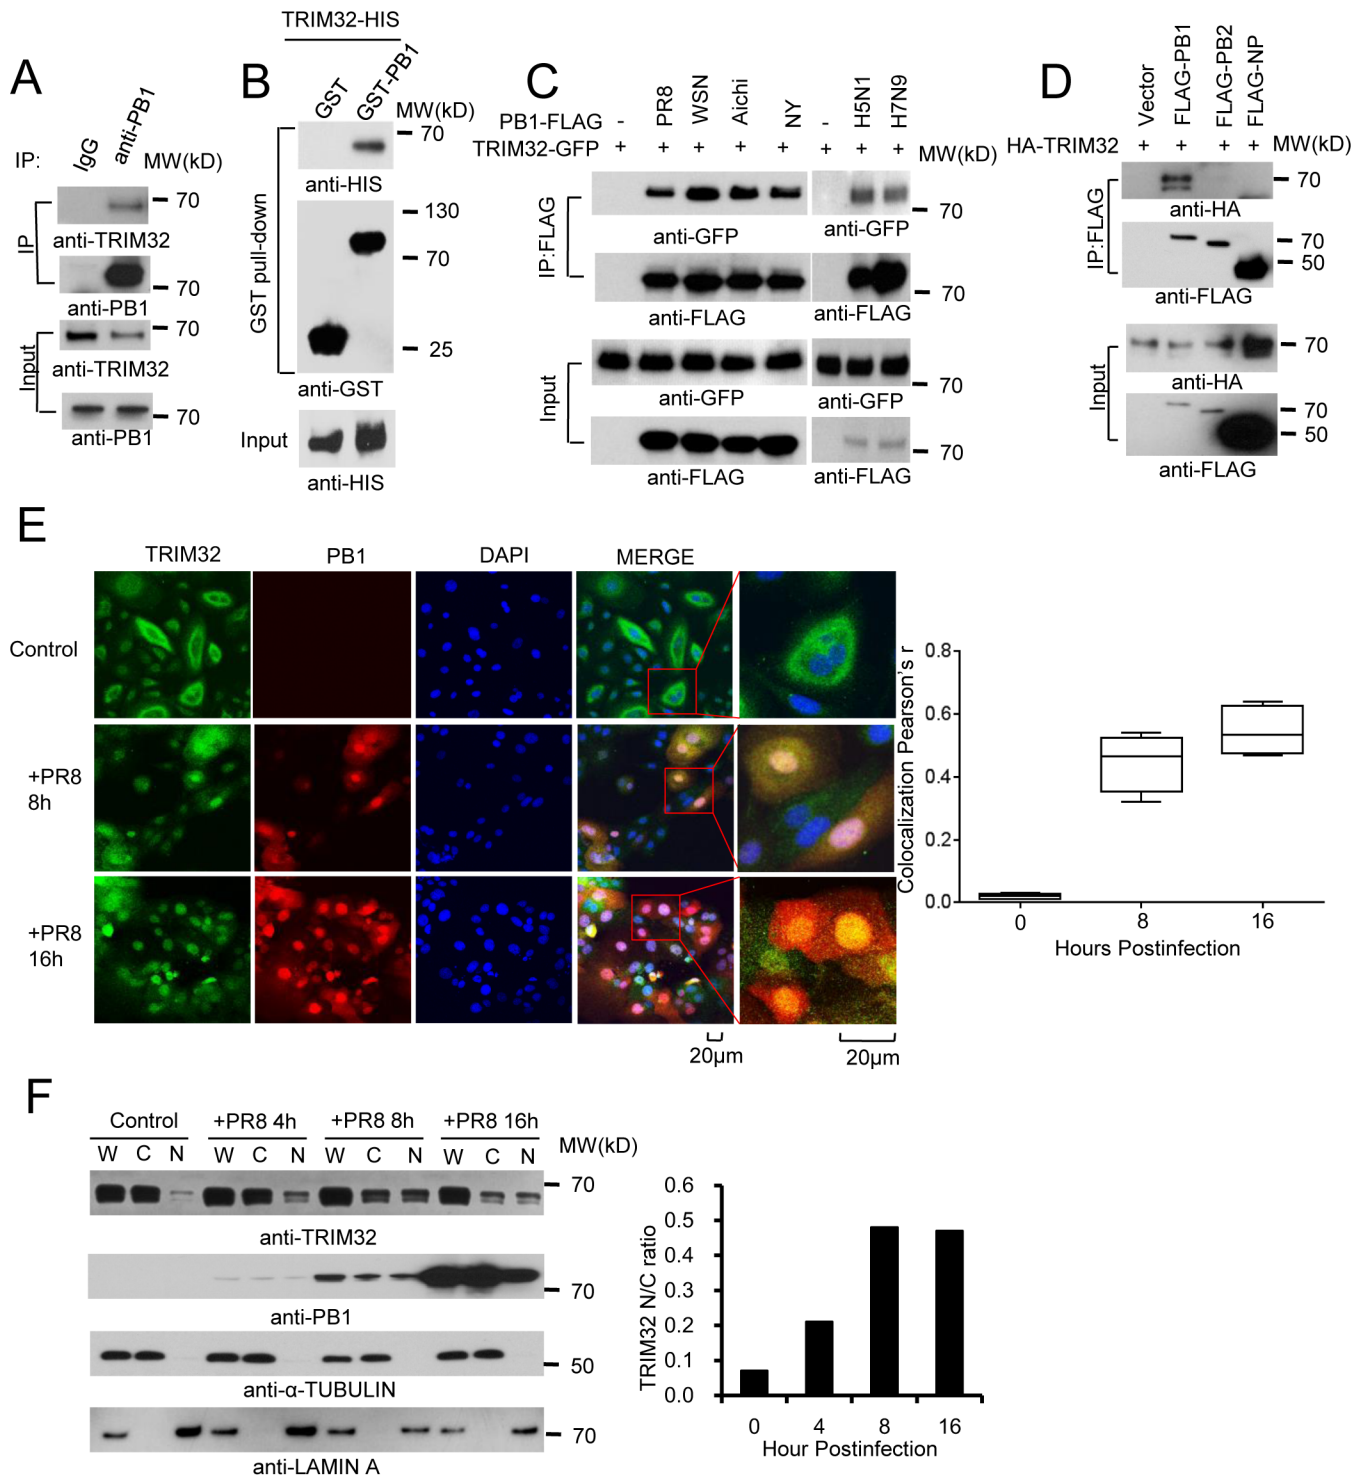 A
IP:
IgG
anti-PB1
MW(kD)
IP
70
anti-TRIM32
70
anti-PB1
Input
70
anti-TRIM32
70
anti-PB1
TRIM32-HIS
B
GST
GST-PB1
MW(kD)
GST pull-down
70
anti-HIS
130
70
25
anti-GST
Input
anti-HIS
C
PB1-FLAG - PR8 WSN Aichi NY - H5N1 H7N9
TRIM32-GFP + + + + + + + +
MW(kD)
IP:FLAG
70
anti-GFP anti-GFP
70
anti-FLAG anti-FLAG
Input
70
anti-GFP anti-GFP
70
anti-FLAG anti-FLAG
D
Vector FLAG-PB1 FLAG-PB2 FLAG-NP
HA-TRIM32 + + + + MW(kD)
IP:FLAG
70
anti-HA
70
50
anti-FLAG
Input
70
anti-HA
70
50
anti-FLAG
E
TRIM32 PB1 DAPI MERGE
Control
+PR8
8h
+PR8
16h
20μm 20μm
Colocalization Pearson's r
0.8
0.6
0.4
0.2
0.0
0 8 16
Hours Postinfection
F
Control +PR8 4h +PR8 8h +PR8 16h
W C N W C N W C N W C N
MW(kD)
70
anti-TRIM32
70
anti-PB1
50
anti-α-TUBULIN
70
anti-LAMIN A
TRIM32 N/C ratio
0.6
0.5
0.4
0.3
0.2
0.1
0.0
0 4 8 16
Hour Postinfection